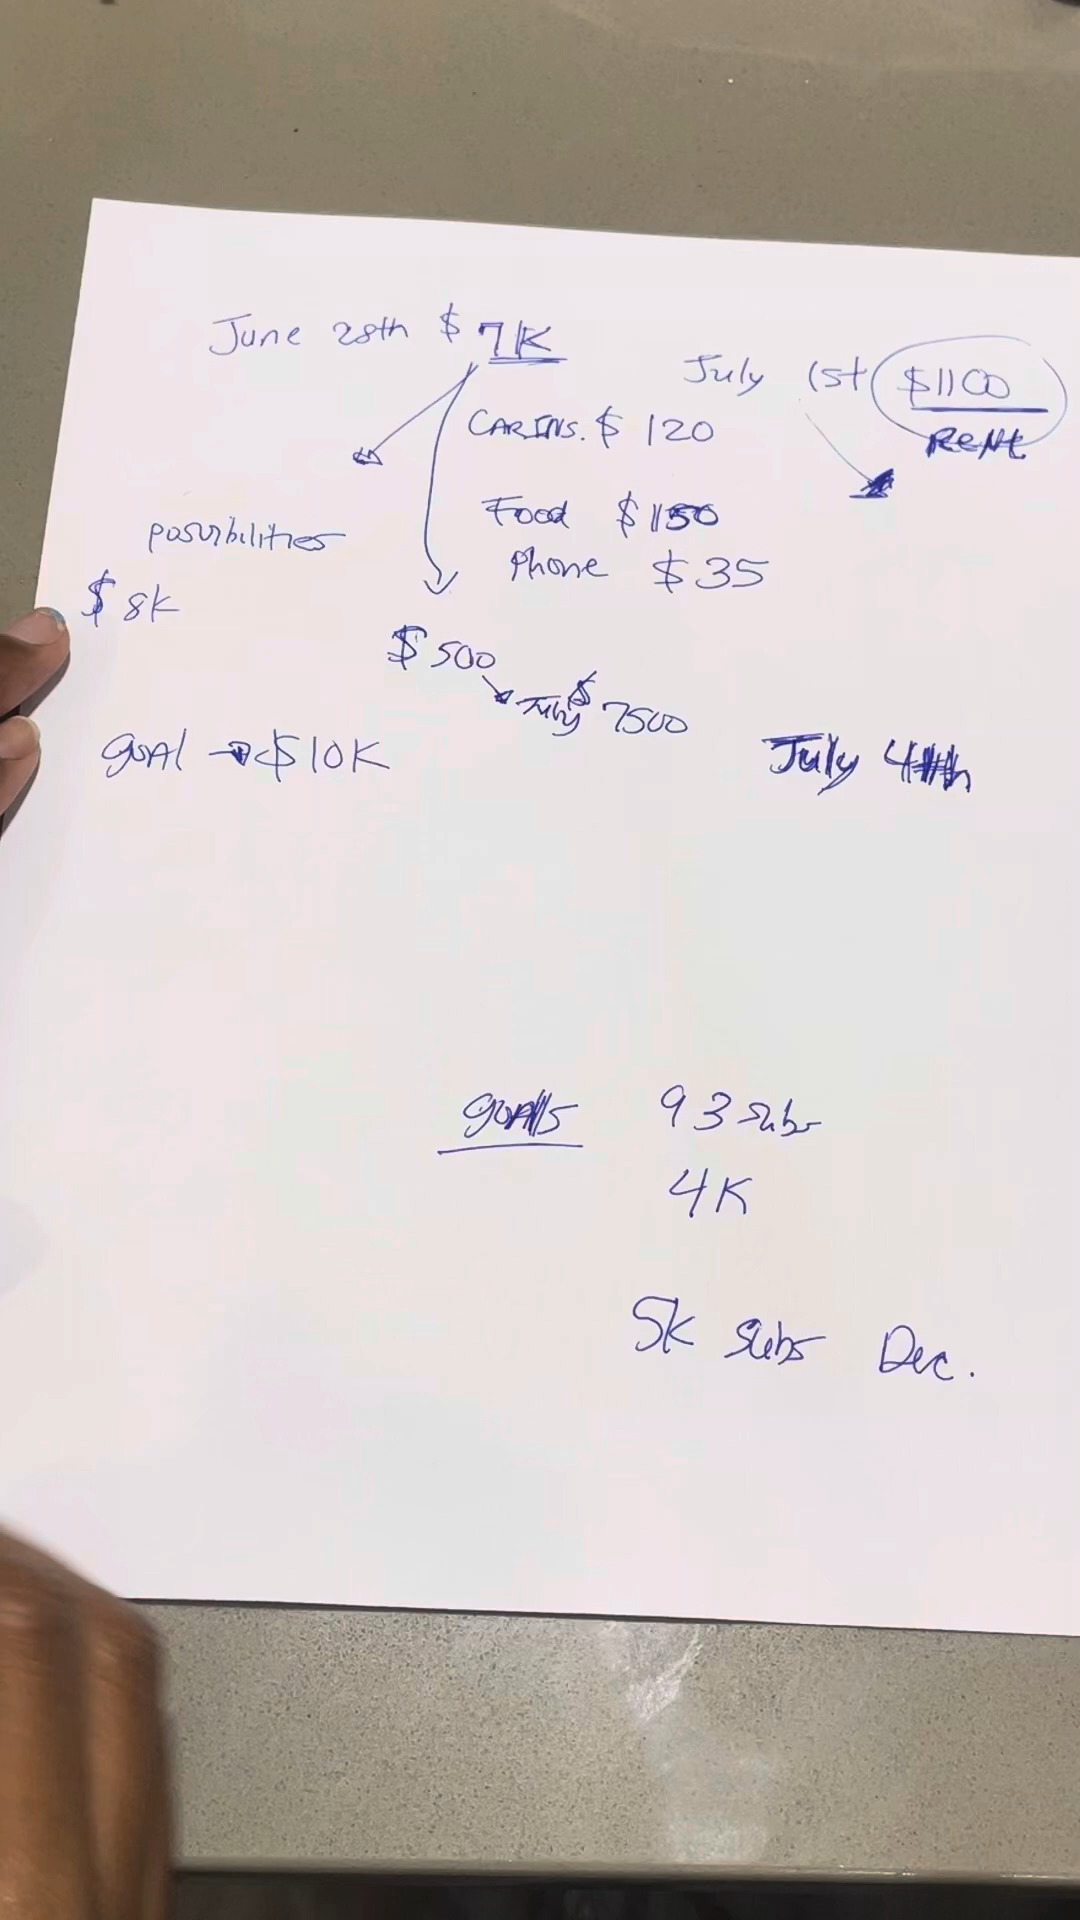 June 28th $ 7K
July 1st $1100
RENt
CAR INS. $ 120
Food $ 150
Phone $ 35
possibilities
$ 8K
$ 500
July $ 7500
goal → $10K
July 4th
goals 93 subs
4K
5K subs Dec.